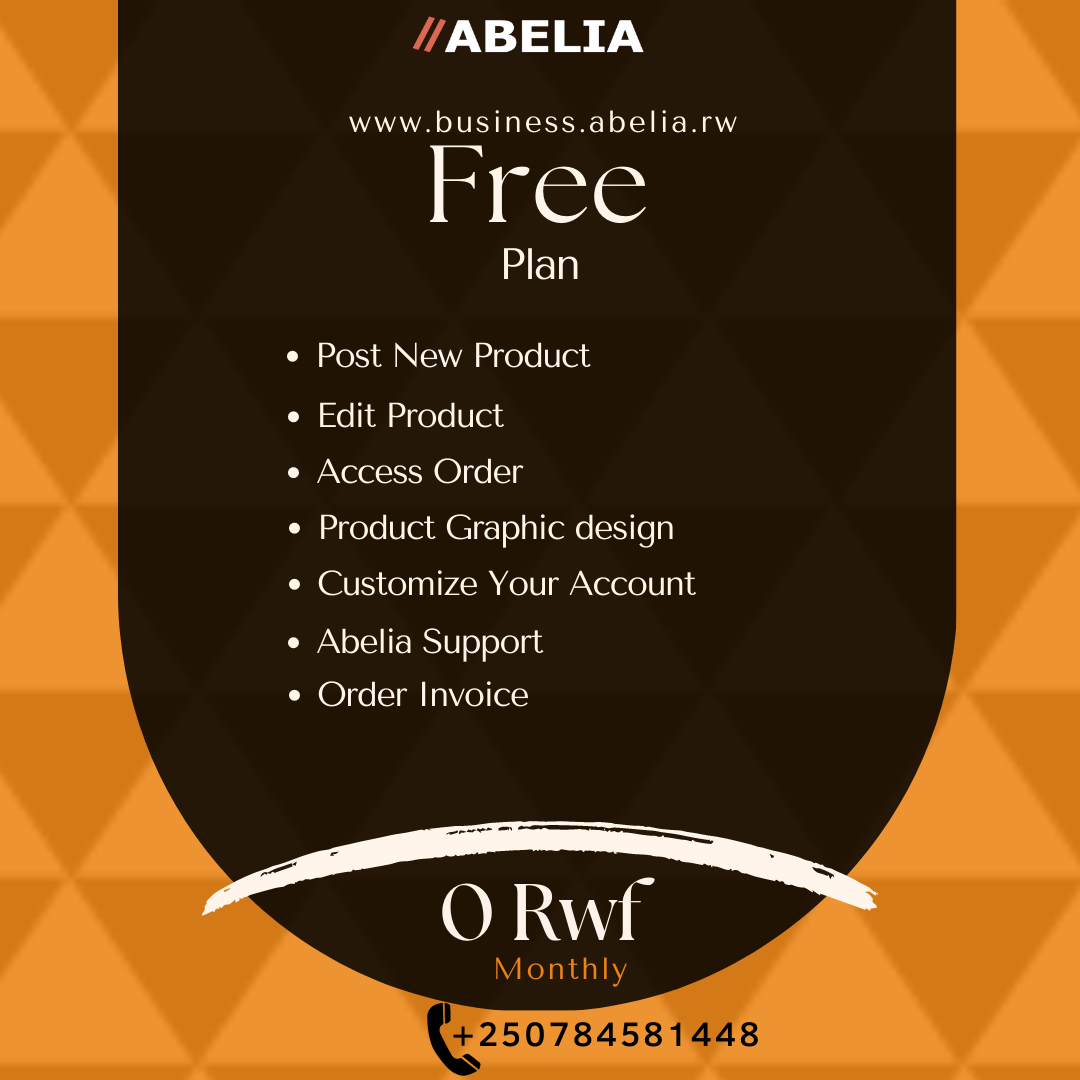 //ABELIA
www.business.abelia.rw
Free
Plan
• Post New Product
• Edit Product
• Access Order
• Product Graphic design
• Customize Your Account
• Abelia Support
• Order Invoice
0 Rwf
Monthly
+250784581448